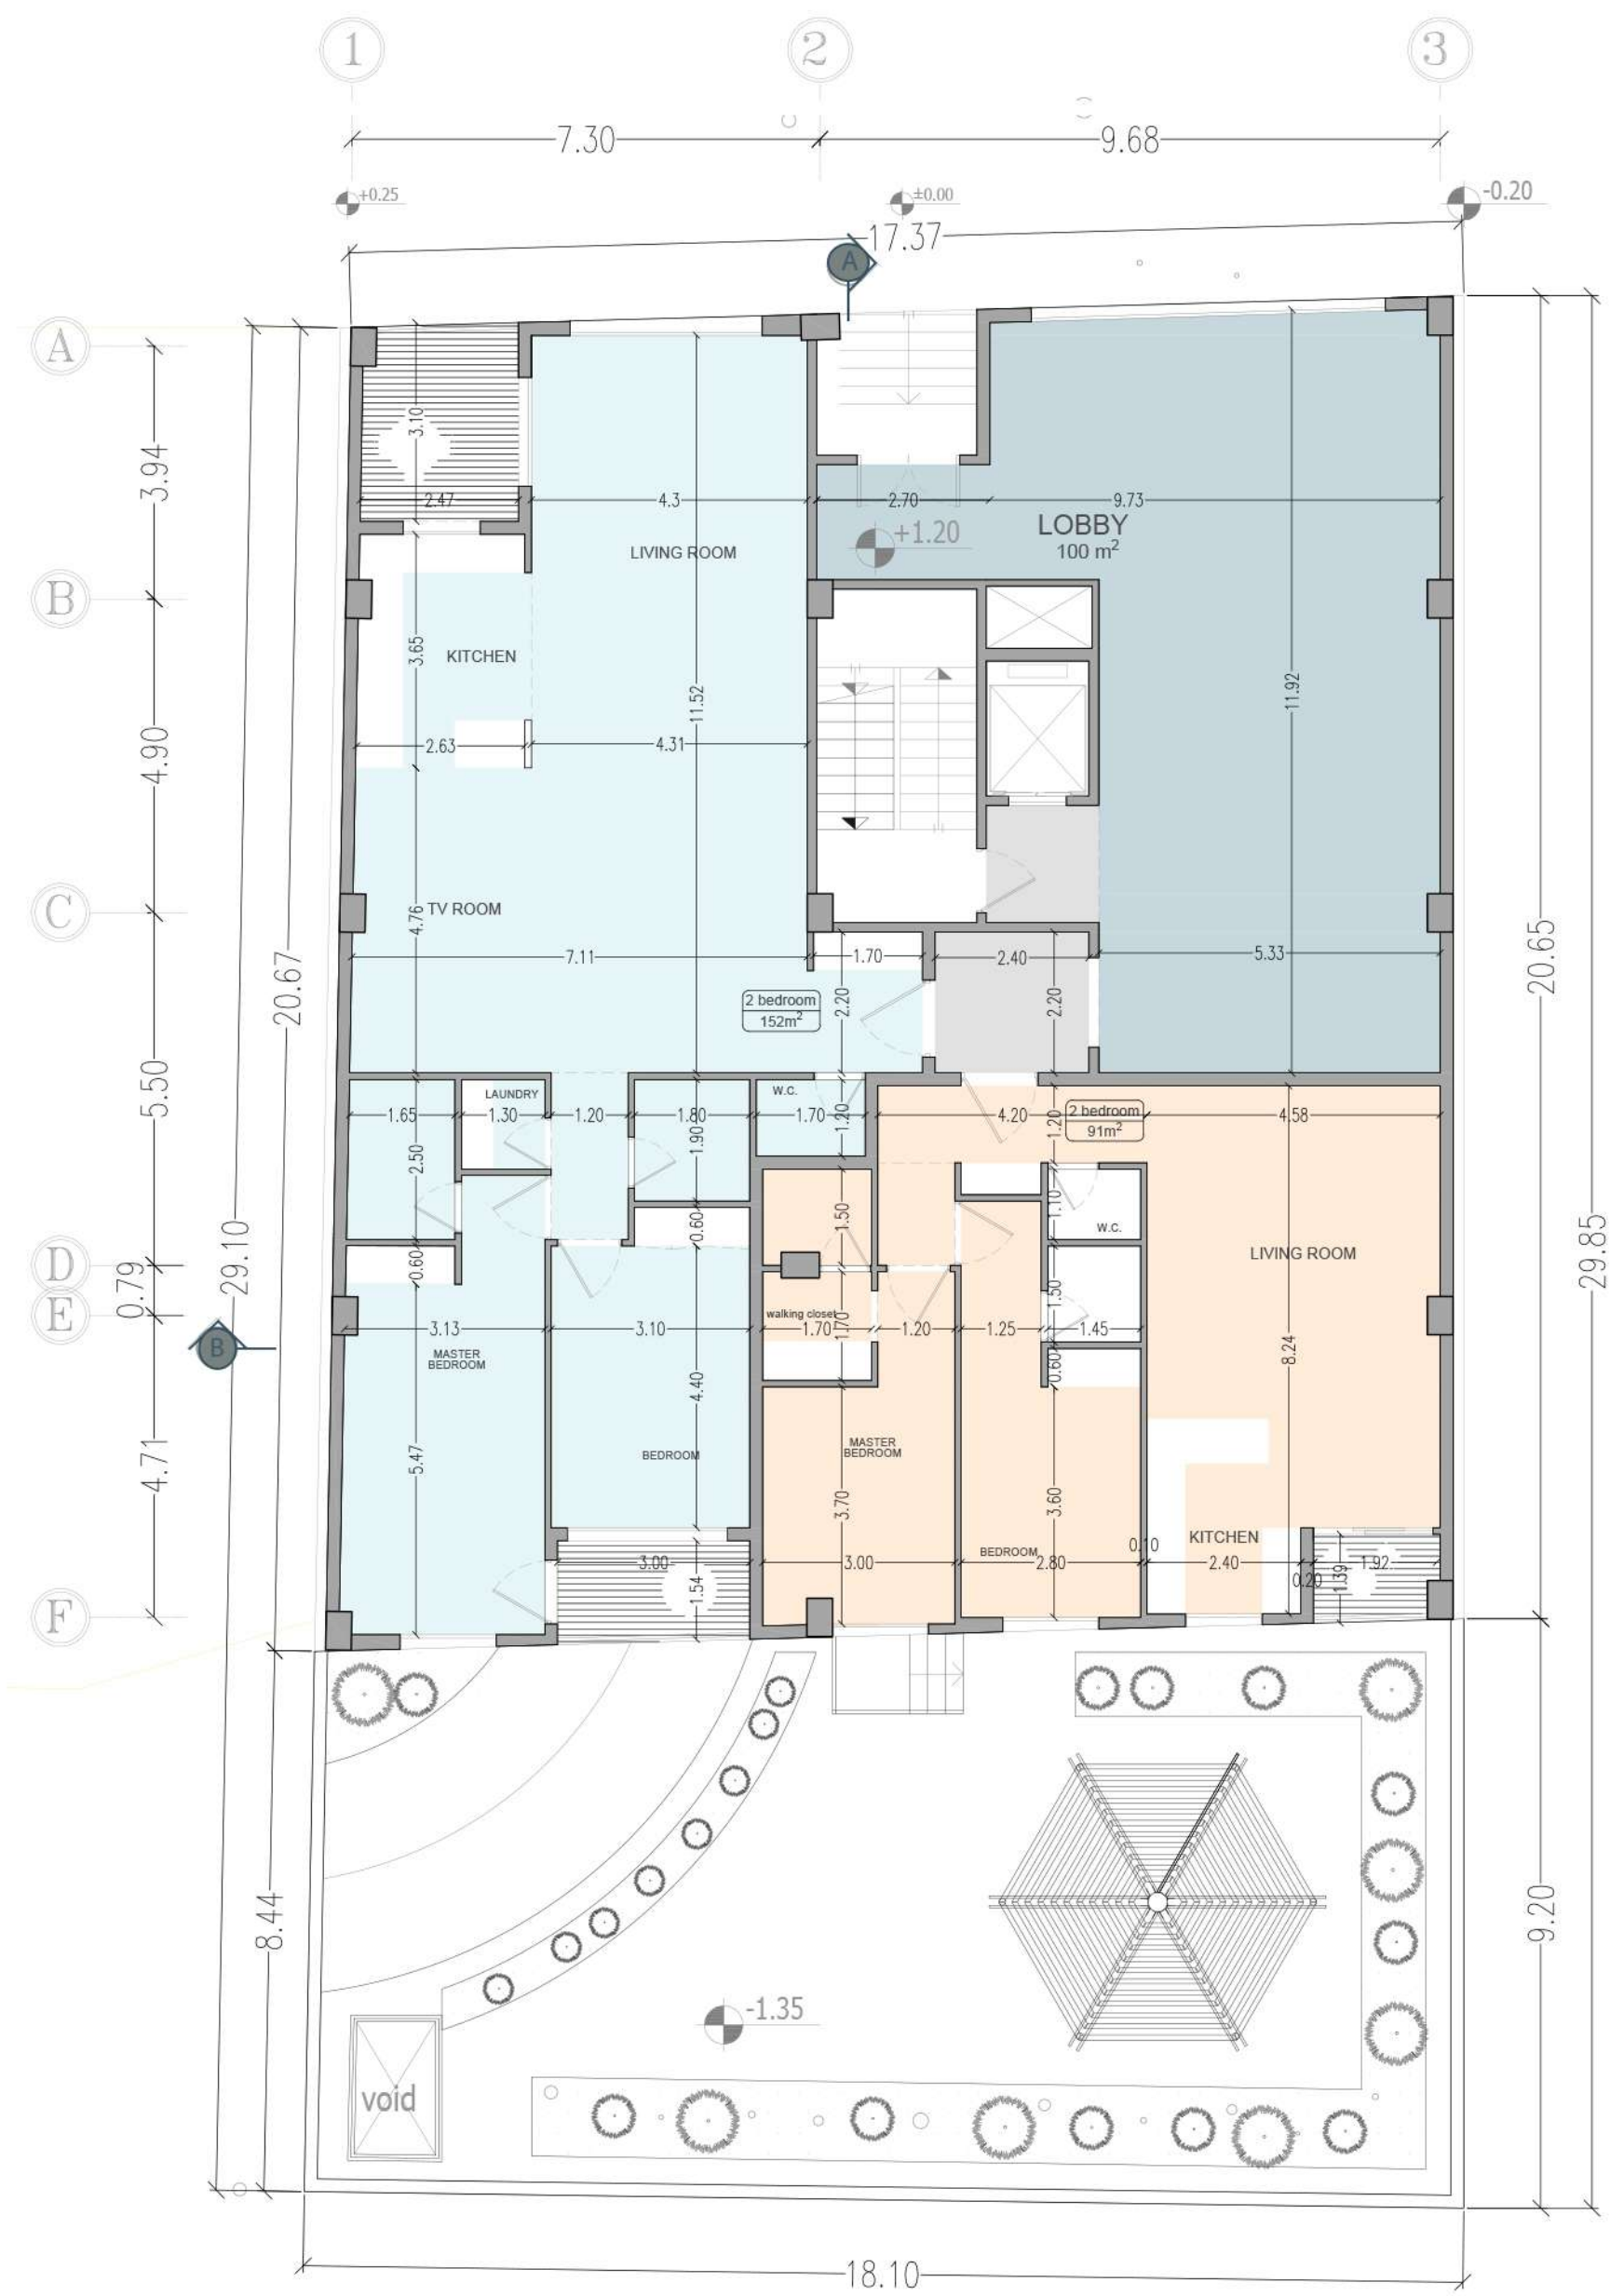 1
2
3
7.30
9.68
+0.25
±0.00
-0.20
17.37
A
A
3.10
3.94
2.47
4.3
2.70
9.73
LOBBY
100 m²
+1.20
LIVING ROOM
B
3.65
KITCHEN
11.52
11.92
2.63
4.31
4.90
C
4.76
TV ROOM
7.11
1.70
2.40
5.33
20.67
20.65
2 bedroom
152m²
2.20
2.20
5.50
LAUNDRY
W.C.
1.65
1.30
1.20
1.80
1.70
1.20
4.20
1.20
2 bedroom
91m²
4.58
1.90
2.50
1.10
W.C.
0.60
1.50
29.10
29.85
D
0.60
LIVING ROOM
0.79
E
1.50
walking closet
3.13
3.10
1.70
1.70
1.20
1.25
1.45
B
MASTER
BEDROOM
8.24
0.60
4.40
4.71
5.47
BEDROOM
MASTER
BEDROOM
3.70
3.60
KITCHEN
0.10
BEDROOM
3.00
3.00
2.80
2.40
1.92
0.20
1.39
1.54
F
8.44
9.20
-1.35
void
18.10